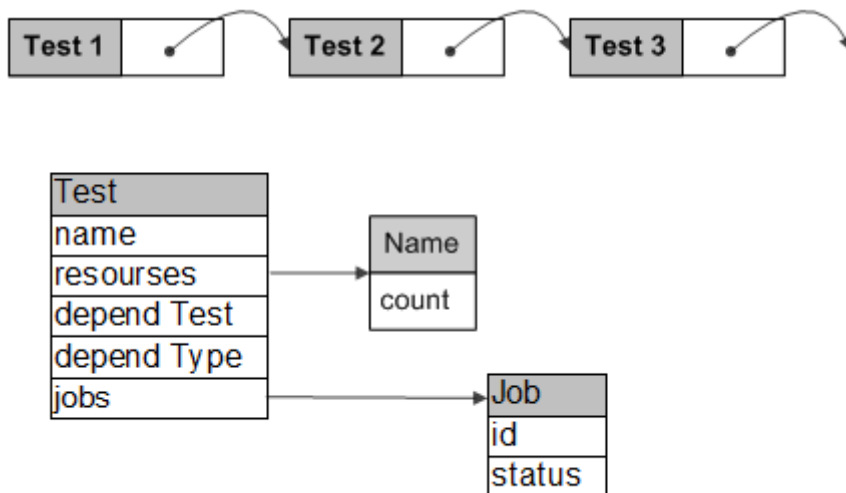 Test 1 Test 2 Test 3
Test
name
resourses
depend Test
depend Type
jobs
Name
count
Job
id
status